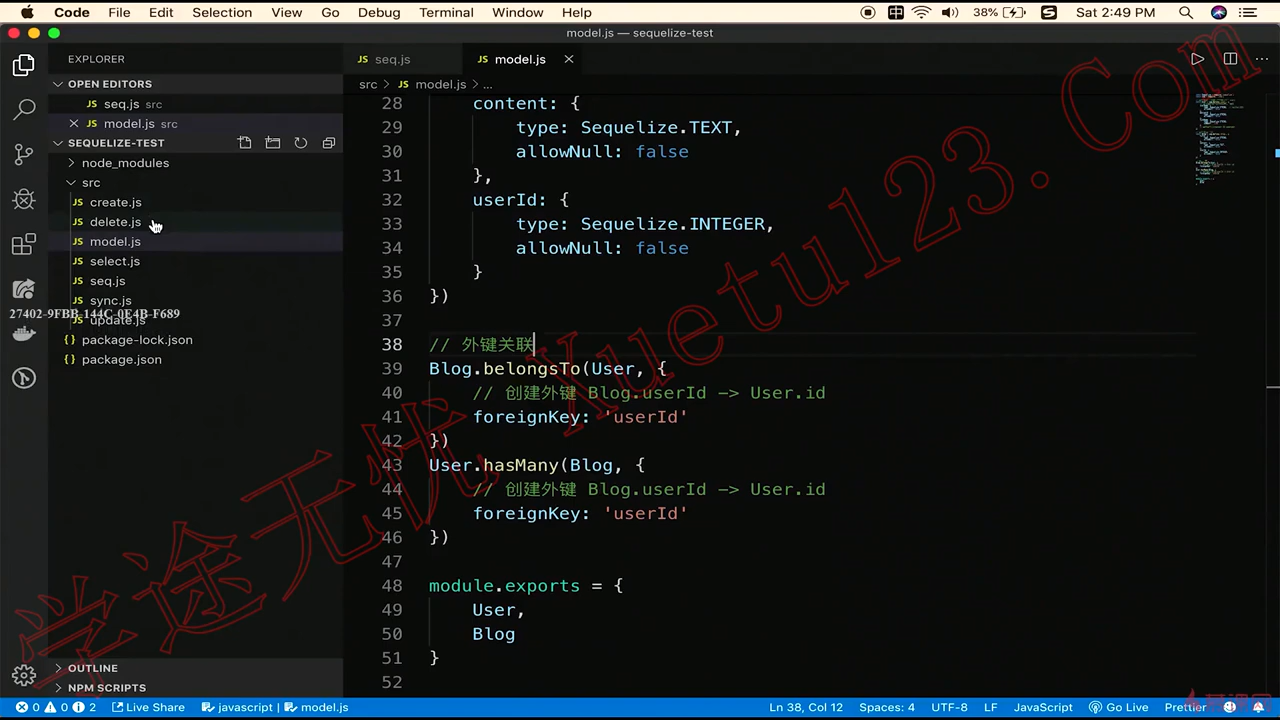 Code File Edit Selection View Go Debug Terminal Window Help 中 38% S Sat 2:49 PM
model.js — sequelize-test
EXPLORER
JS seq.js JS model.js
OPEN EDITORS
src > JS model.js > ...
JS seq.js src
JS model.js src
SEQUELIZE-TEST
node_modules
src
JS create.js
JS delete.js
JS model.js
JS select.js
JS seq.js
JS sync.js
27402-9FBB-144C-0E4B-F689
JS update.js
{} package-lock.json
{} package.json
OUTLINE
NPM SCRIPTS
28 content: {
29 type: Sequelize.TEXT,
30 allowNull: false
31 },
32 userId: {
33 type: Sequelize.INTEGER,
34 allowNull: false
35 }
36 })
37
38 // 外键关联
39 Blog.belongsTo(User, {
40 // 创建外键 Blog.userId -> User.id
41 foreignKey: 'userId'
42 })
43 User.hasMany(Blog, {
44 // 创建外键 Blog.userId -> User.id
45 foreignKey: 'userId'
46 })
47
48 module.exports = {
49 User,
50 Blog
51 }
52
学途无忧 Xuetu123.Com
0 0 2 Live Share javascript | model.js Ln 38, Col 12 Spaces: 4 UTF-8 LF JavaScript Go Live Prettier